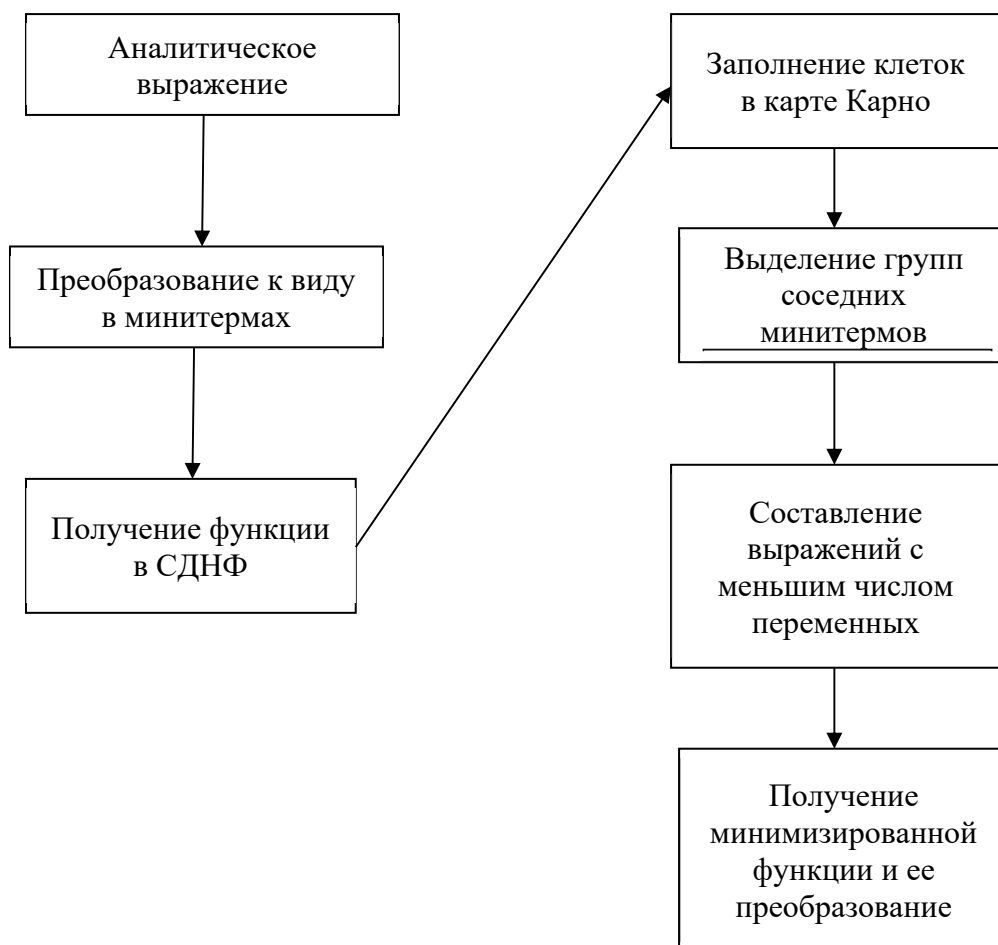 Аналитическое
выражение
Преобразование к виду
в минитермах
Получение функции
в СДНФ
Заполнение клеток
в карте Карно
Выделение групп
соседних
минитермов
Составление
выражений с
меньшим числом
переменных
Получение
минимизированной
функции и ее
преобразование